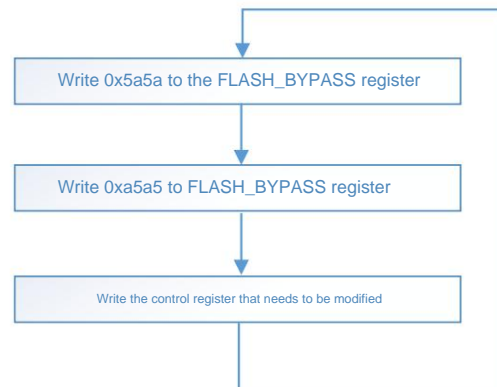 Write 0x5a5a to the FLASH_BYPASS register
Write 0xa5a5 to FLASH_BYPASS register
Write the control register that needs to be modified